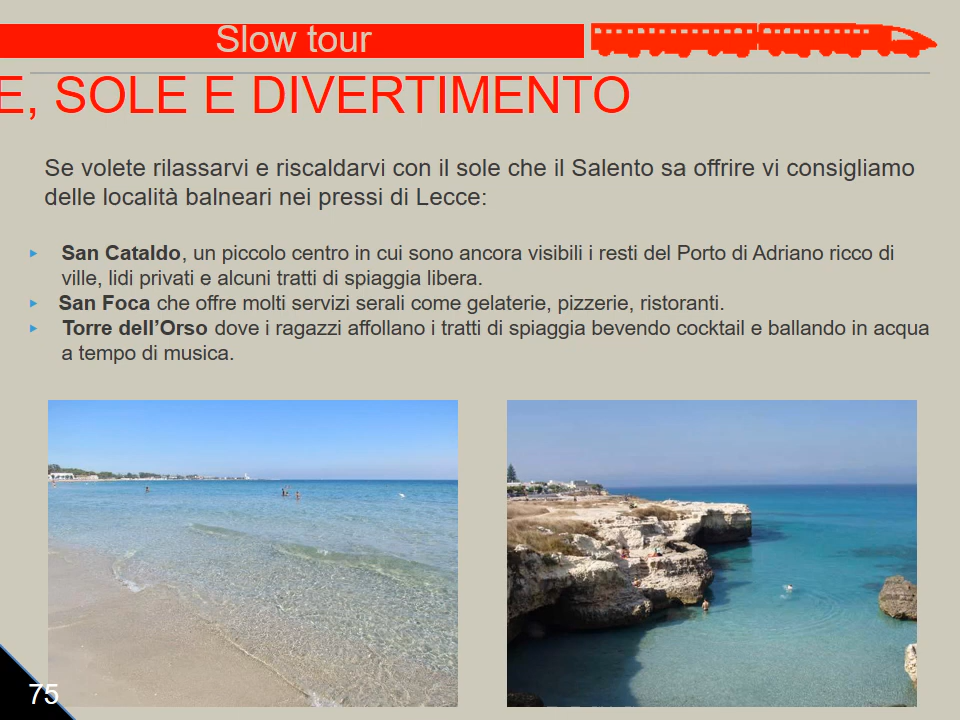 Slow tour
E, SOLE E DIVERTIMENTO
Se volete rilassarvi e riscaldarvi con il sole che il Salento sa offrire vi consigliamo
delle località balneari nei pressi di Lecce:
San Cataldo, un piccolo centro in cui sono ancora visibili i resti del Porto di Adriano ricco di
ville, lidi privati e alcuni tratti di spiaggia libera.
San Foca che offre molti servizi serali come gelaterie, pizzerie, ristoranti.
Torre dell’Orso dove i ragazzi affollano i tratti di spiaggia bevendo cocktail e ballando in acqua
a tempo di musica.
75